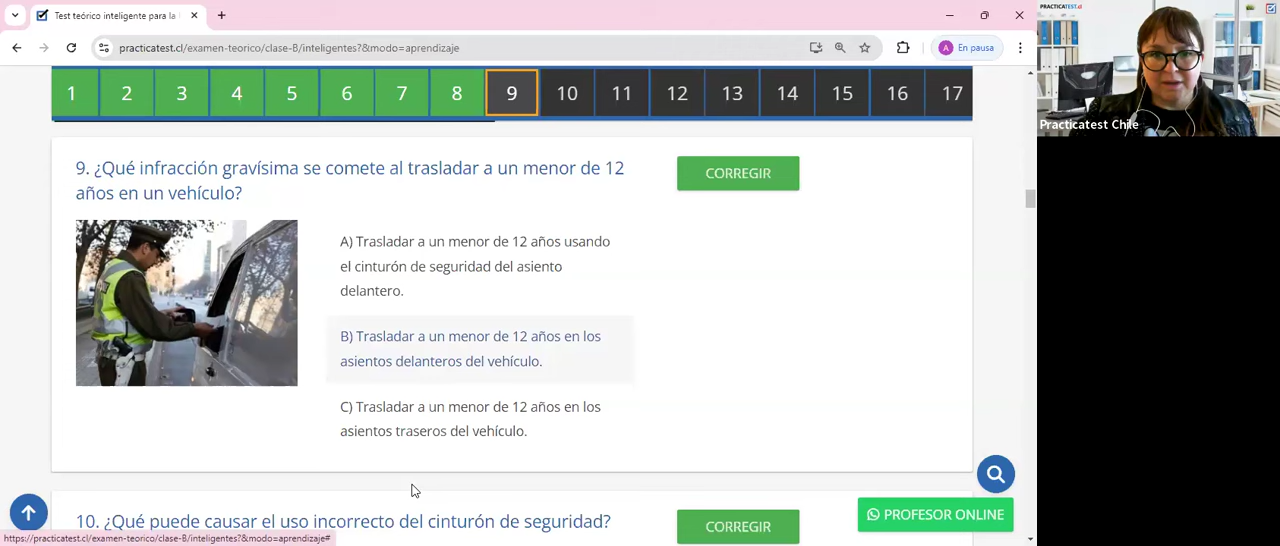 Test teórico inteligente para la
practicatest.cl/examen-teorico/clase-B/inteligentes?&modo=aprendizaje
A
En pausa
PRACTICATEST.cl
Practicatest Chile
1 2 3 4 5 6 7 8 9 10 11 12 13 14 15 16 17
9. ¿Qué infracción gravísima se comete al trasladar a un menor de 12
años en un vehículo?
CORREGIR
A) Trasladar a un menor de 12 años usando
el cinturón de seguridad del asiento
delantero.
B) Trasladar a un menor de 12 años en los
asientos delanteros del vehículo.
C) Trasladar a un menor de 12 años en los
asientos traseros del vehículo.
10. ¿Qué puede causar el uso incorrecto del cinturón de seguridad?
CORREGIR
PROFESOR ONLINE
https://practicatest.cl/examen-teorico/clase-B/inteligentes?&modo=aprendizaje#